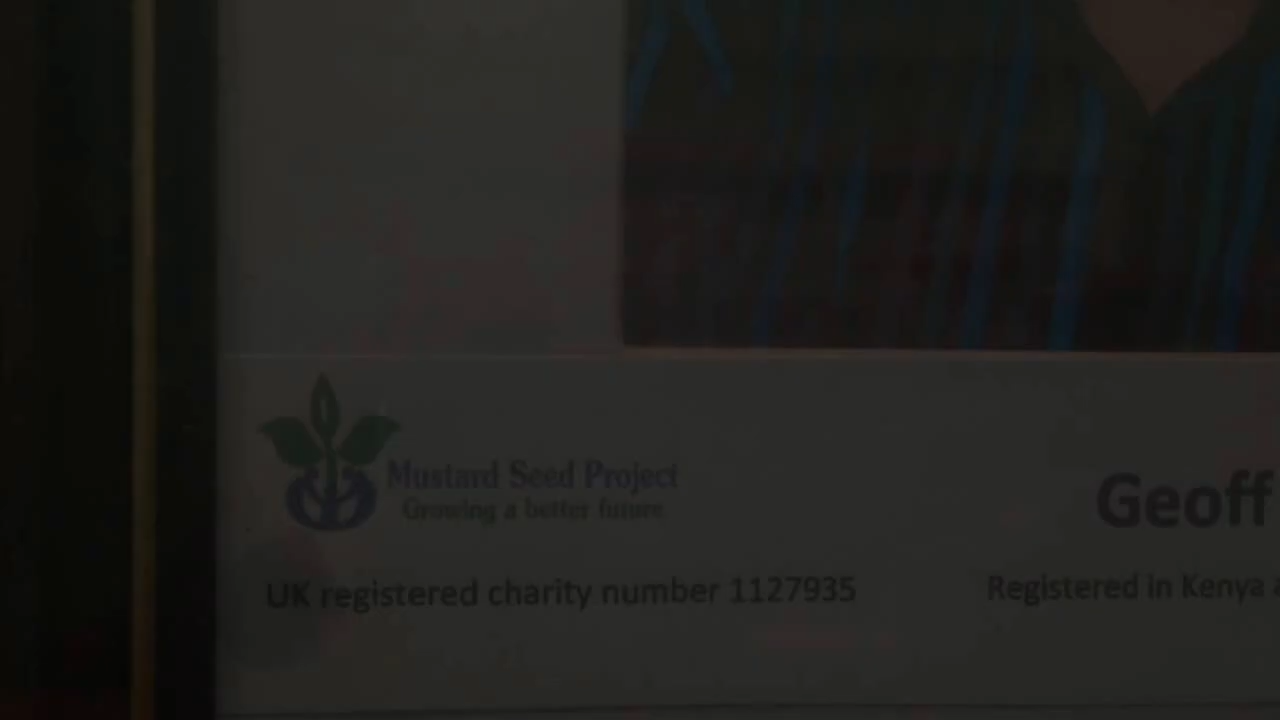 Mustard Seed Project
Growing a better future
Geoff
UK registered charity number 1127935
Registered in Kenya